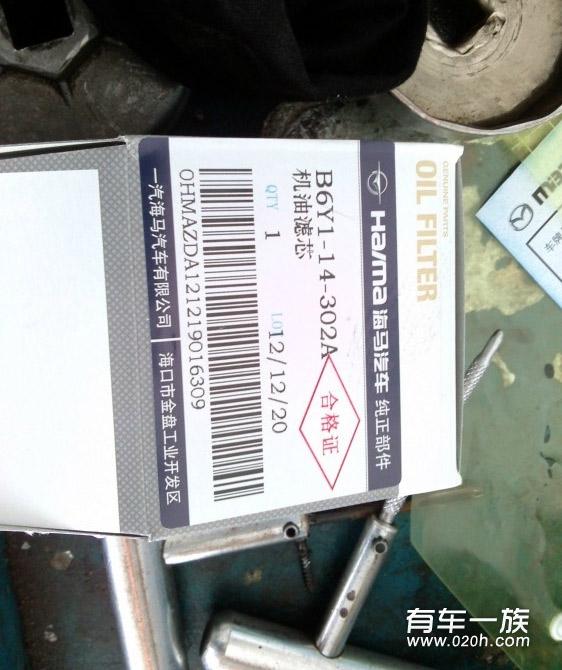 GENUINE PARTS
OIL FILTER
Haima 海马汽车 纯正部件
B6Y1-14-302A
机油滤芯
合格证
QTY 1
12/12/20
OHMAZDA121219016309
一汽海马汽车有限公司 海口市金盘工业开发区
车牌
有车一族
www.020h.com